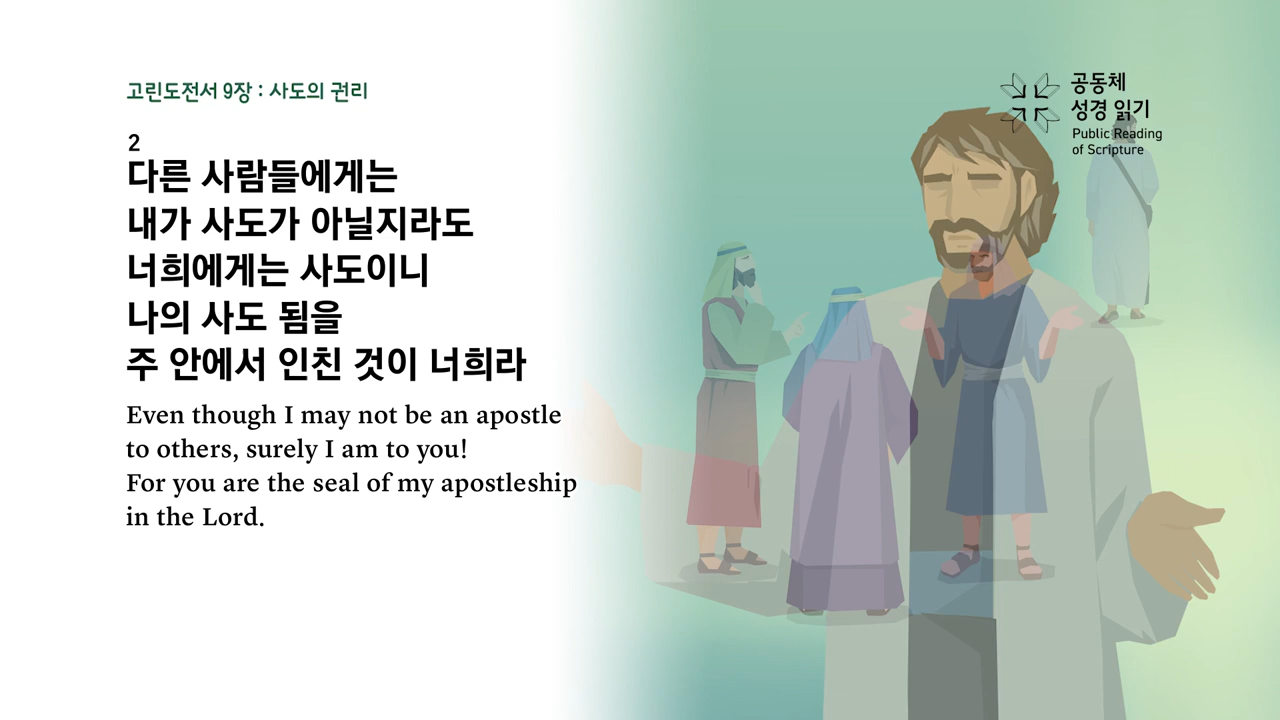 고린도전서 9장 : 사도의 권리
2
다른 사람들에게는
내가 사도가 아닐지라도
너희에게는 사도이니
나의 사도 됨을
주 안에서 인친 것이 너희라
Even though I may not be an apostle
to others, surely I am to you!
For you are the seal of my apostleship
in the Lord.
공동체
성경 읽기
Public Reading
of Scripture